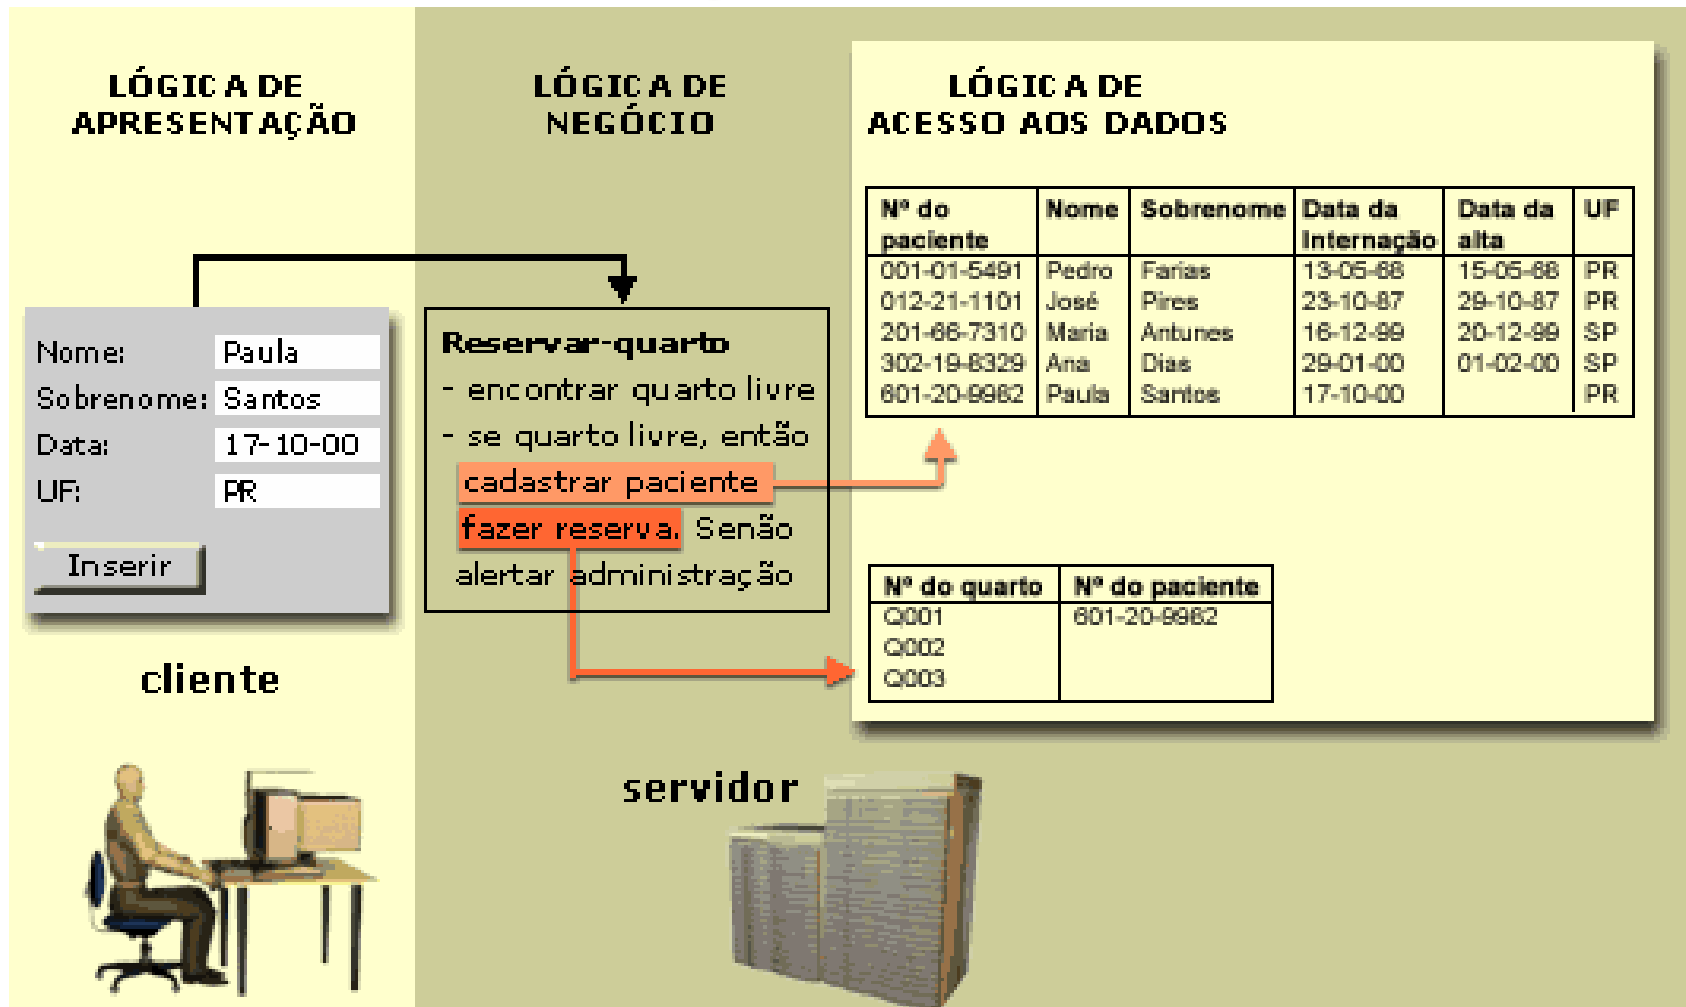 LÓGICA DE
APRESENTAÇÃO
LÓGICA DE
NEGÓCIO
LÓGICA DE
ACESSO AOS DADOS
Nome: Paula
Sobrenome: Santos
Data: 17-10-00
UF: PR
Inserir
cliente
Reservar-quarto
- encontrar quarto livre
- se quarto livre, então
cadastrar paciente
fazer reserva. Senão
alertar administração
servidor
Nº do paciente Nome Sobrenome Data da Internação Data da alta UF
001-01-5491 Pedro Farias 13-05-68 15-05-68 PR
012-21-1101 José Pires 23-10-87 29-10-87 PR
201-66-7310 Maria Antunes 16-12-99 20-12-99 SP
302-19-8329 Ana Dias 29-01-00 01-02-00 SP
601-20-9962 Paula Santos 17-10-00 PR
Nº do quarto Nº do paciente
Q001 601-20-9962
Q002
Q003